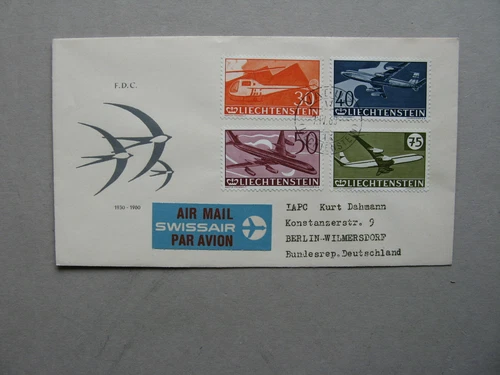 F.D.C.
30
LIECHTENSTEIN
40
LIECHTENSTEIN
50
LIECHTENSTEIN
75
LIECHTENSTEIN
1930 - 1960
AIR MAIL
SWISSAIR
PAR AVION
IAPC Kurt Dahmann
Konstanzerstr. 9
BERLIN-WILMERSDORF
Bundesrep.Deutschland